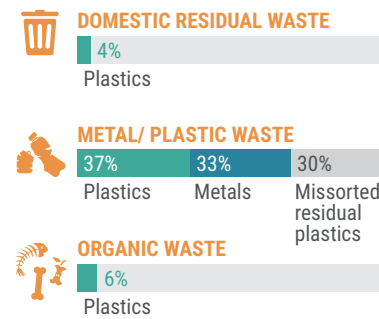 DOMESTIC RESIDUAL WASTE
4%
Plastics
METAL/ PLASTIC WASTE
37% 33% 30%
Plastics Metals Missorted
residual
plastics
ORGANIC WASTE
6%
Plastics